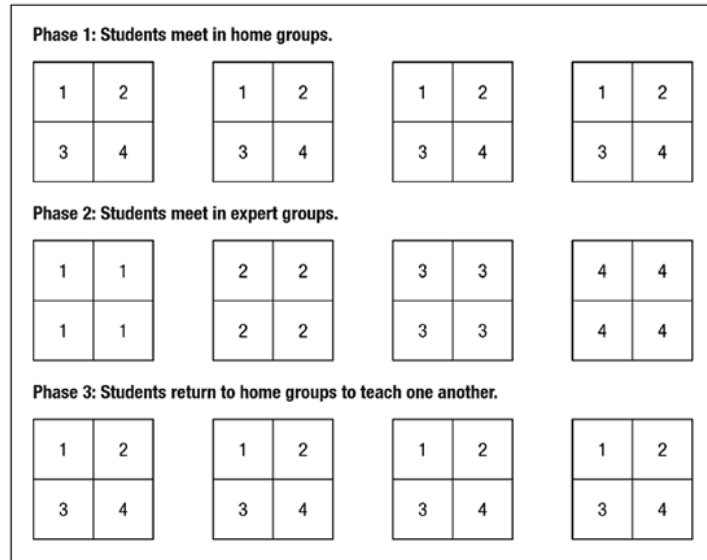 Phase 1: Students meet in home groups.
1 2 1 2 1 2 1 2
3 4 3 4 3 4 3 4
Phase 2: Students meet in expert groups.
1 1 2 2 3 3 4 4
1 1 2 2 3 3 4 4
Phase 3: Students return to home groups to teach one another.
1 2 1 2 1 2 1 2
3 4 3 4 3 4 3 4